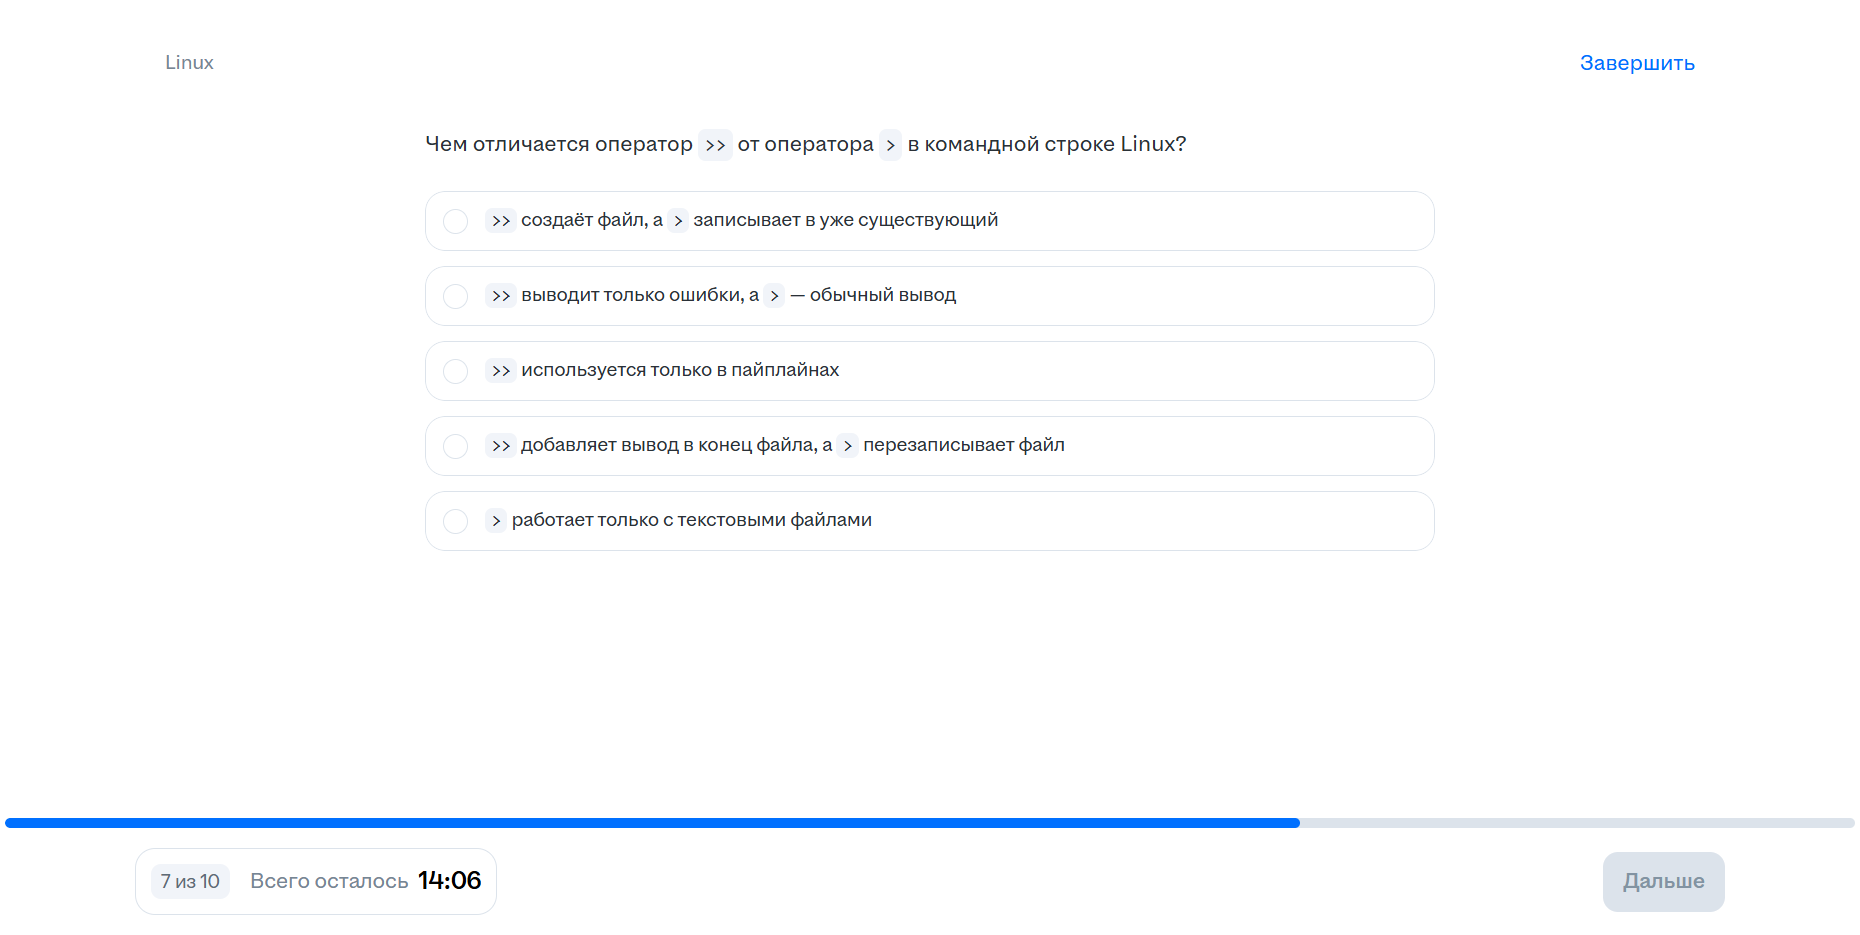 Linux
Завершить
Чем отличается оператор >> от оператора > в командной строке Linux?
>> создаёт файл, а > записывает в уже существующий
>> выводит только ошибки, а > — обычный вывод
>> используется только в пайплайнах
>> добавляет вывод в конец файла, а > перезаписывает файл
> работает только с текстовыми файлами
7 из 10 Всего осталось 14:06
Дальше